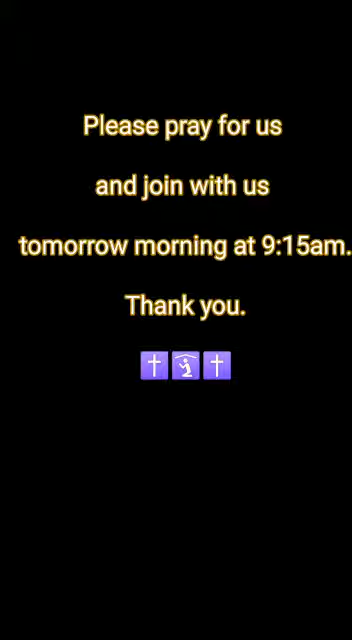 Please pray for us
and join with us
tomorrow morning at 9:15am.
Thank you.
✝️🛐✝️